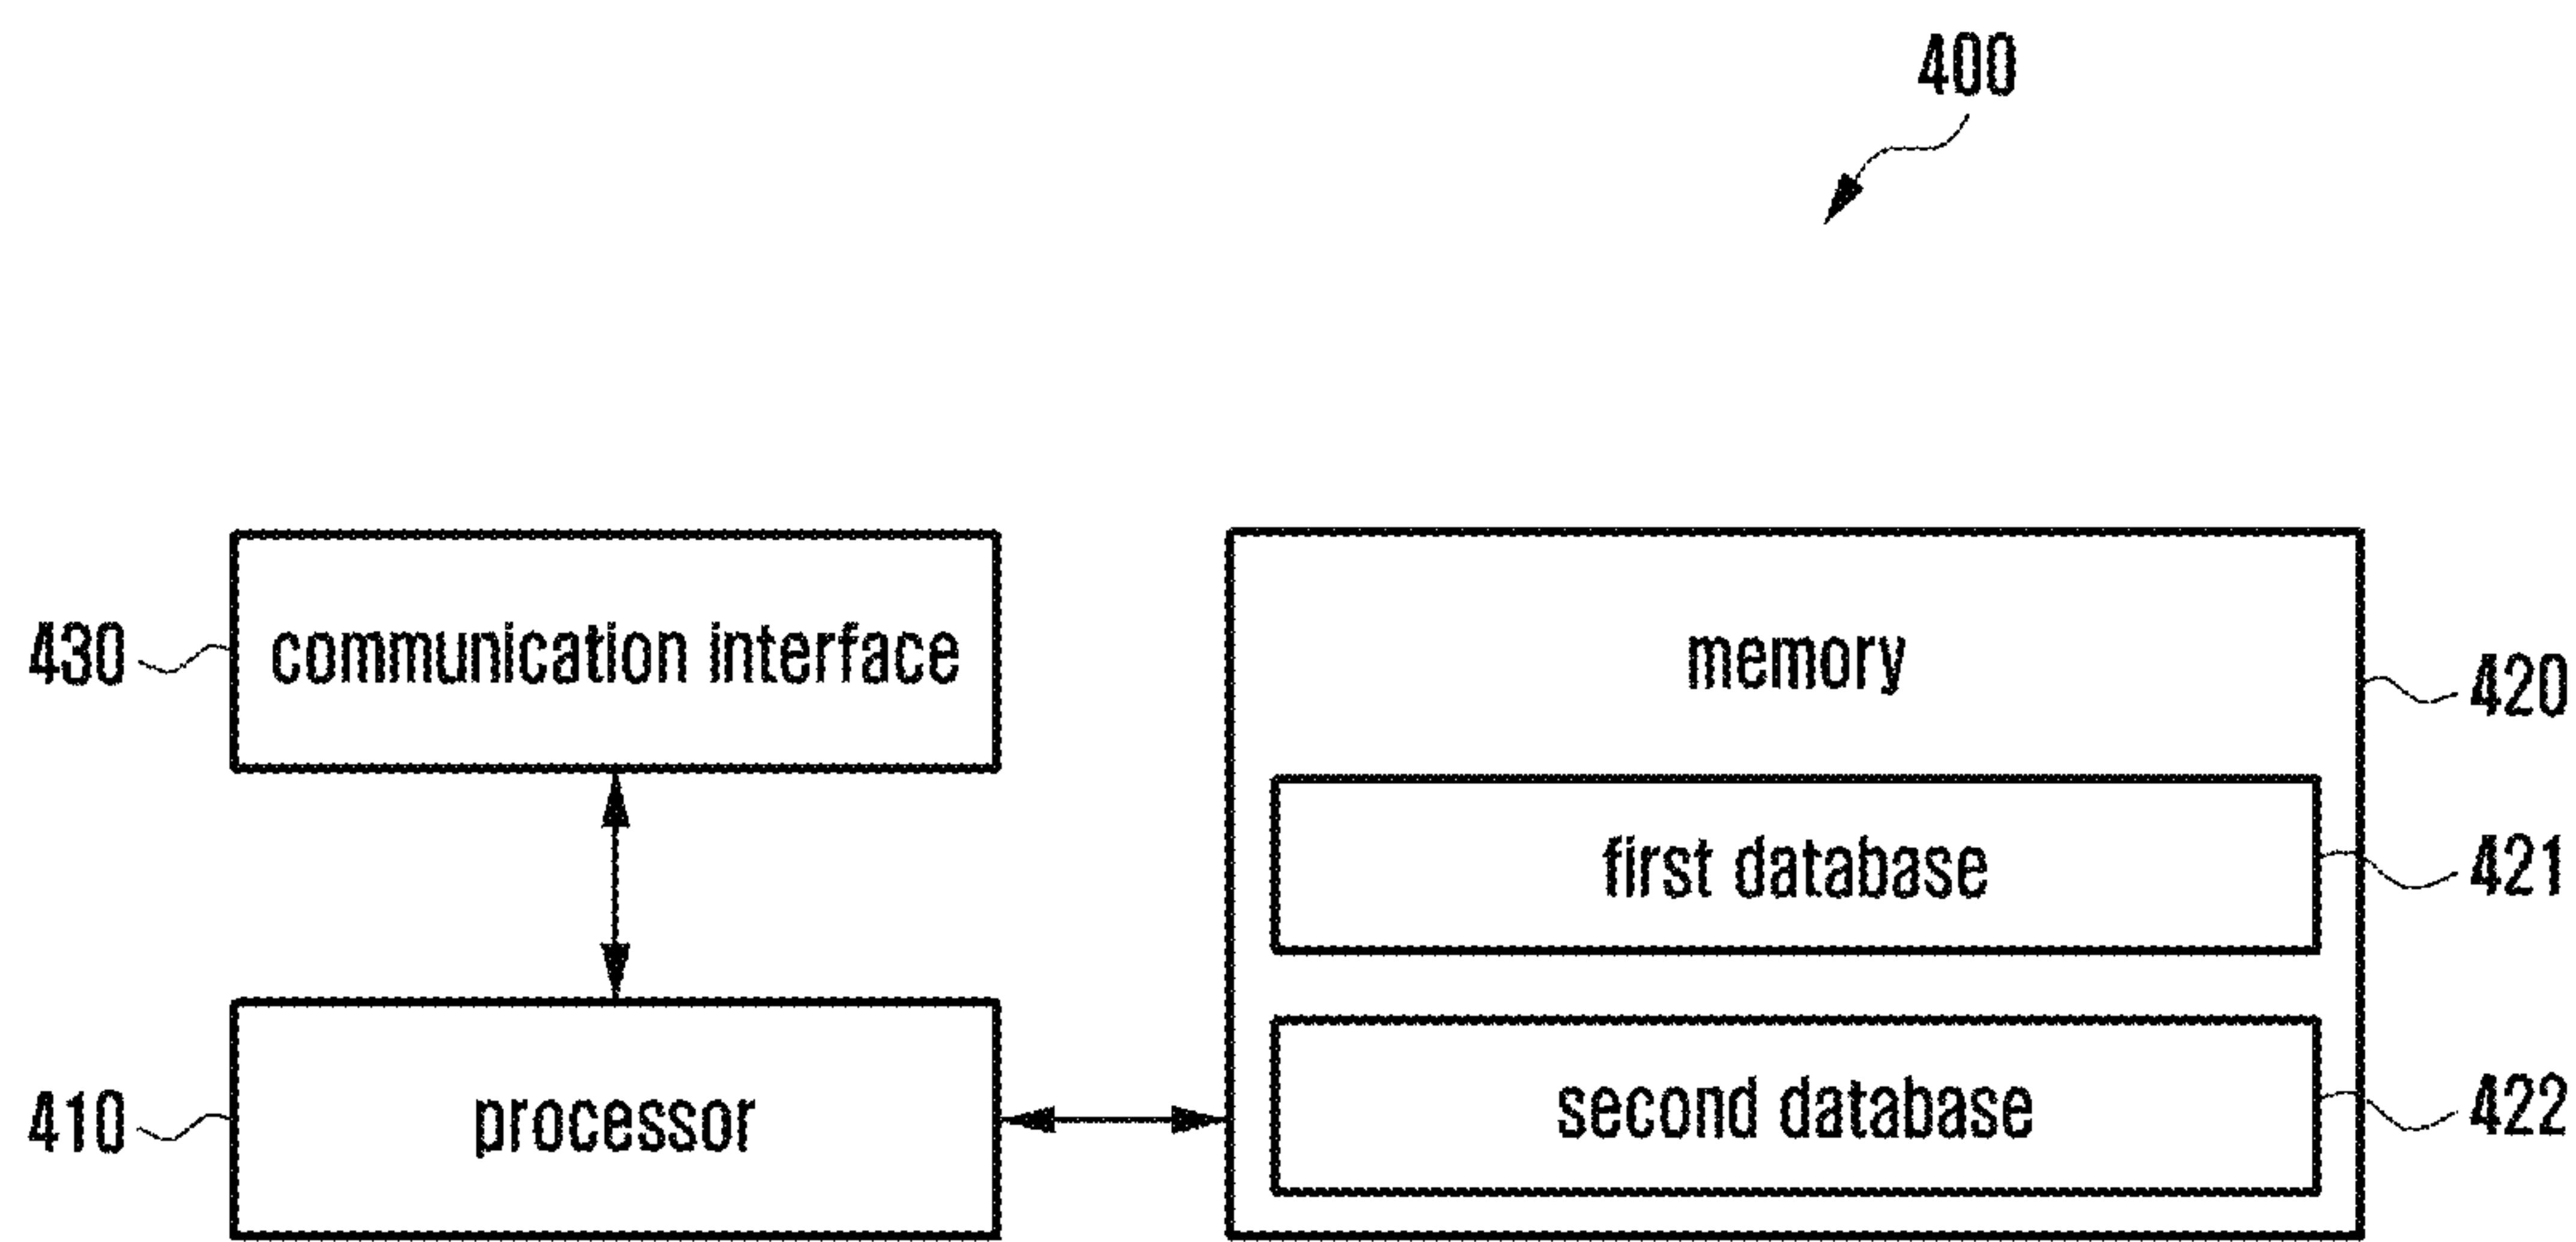 400
430
communication interface
memory
420
first database
421
410
processor
second database
422